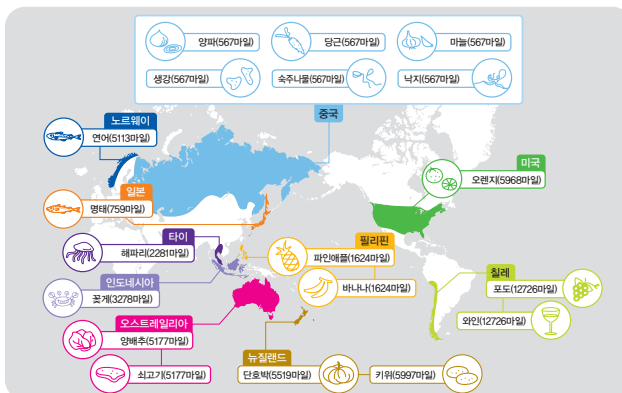 양파(567마일)
당근(567마일)
마늘(567마일)
생강(567마일)
숙주나물(567마일)
낙지(567마일)
중국
노르웨이
연어(5113마일)
미국
오렌지(5968마일)
일본
명태(759마일)
타이
해파리(2281마일)
필리핀
파인애플(1624마일)
바나나(1624마일)
인도네시아
꽃게(3278마일)
칠레
포도(12726마일)
와인(12726마일)
오스트레일리아
양배추(5177마일)
쇠고기(5177마일)
뉴질랜드
단호박(5519마일)
키위(5997마일)